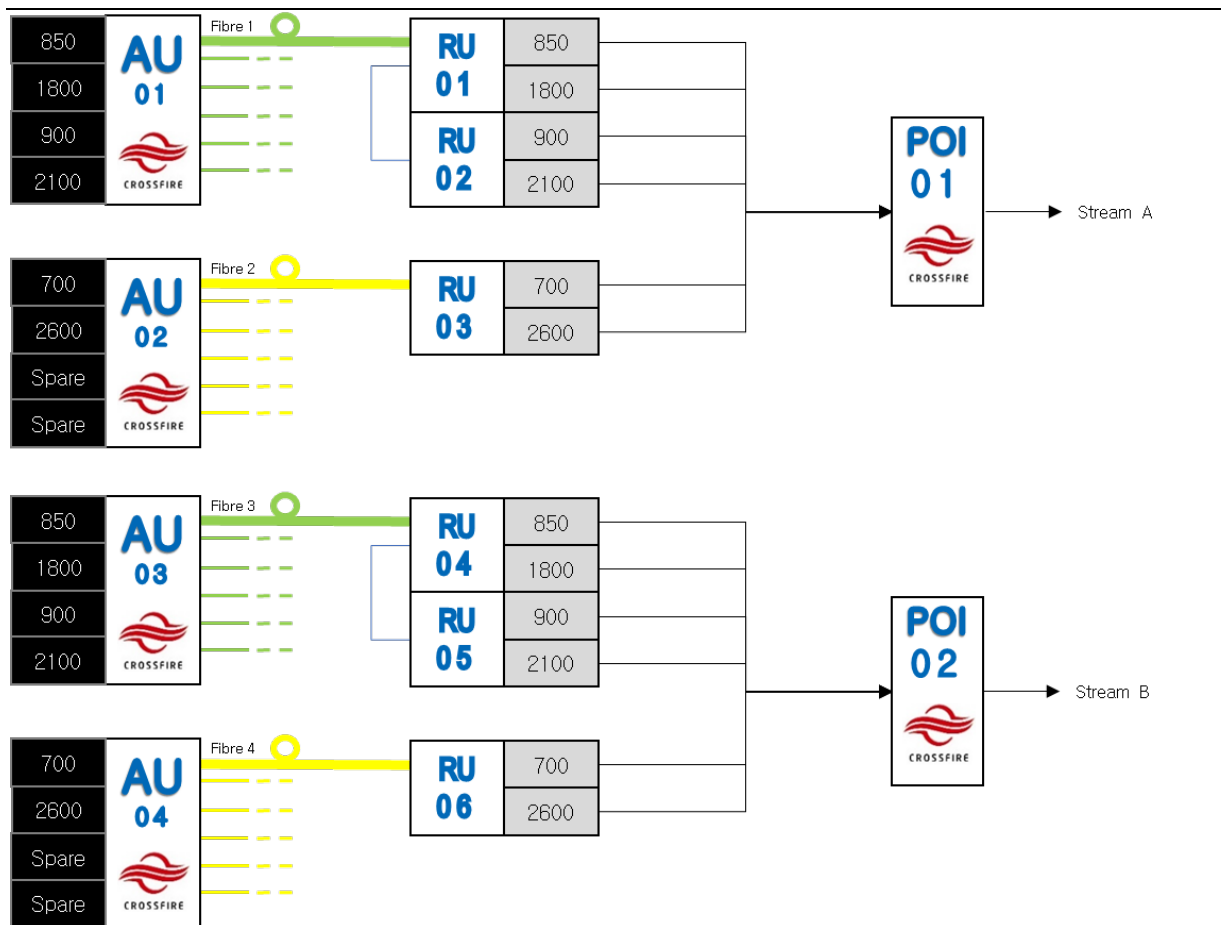 850
1800
900
2100
AU
01
CROSSFIRE
Fibre 1
RU
01
RU
02
850
1800
900
2100
700
2600
Spare
Spare
AU
02
CROSSFIRE
Fibre 2
RU
03
700
2600
POI
01
CROSSFIRE
Stream A
850
1800
900
2100
AU
03
CROSSFIRE
Fibre 3
RU
04
RU
05
850
1800
900
2100
700
2600
Spare
Spare
AU
04
CROSSFIRE
Fibre 4
RU
06
700
2600
POI
02
CROSSFIRE
Stream B